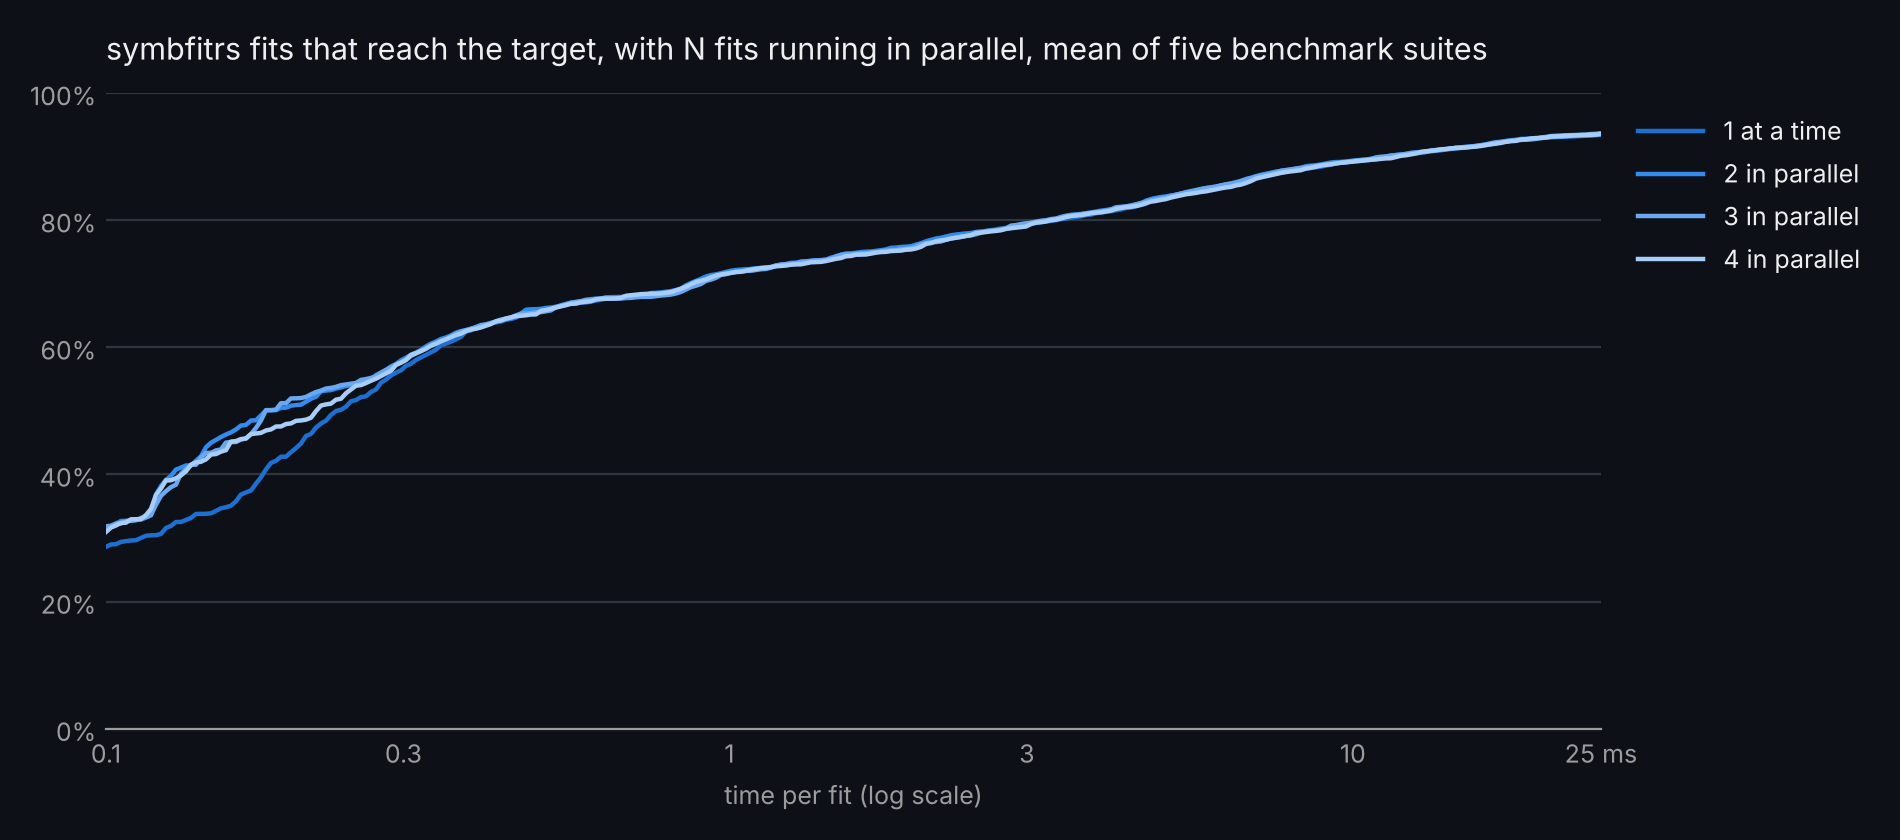 symbfitrs fits that reach the target, with N fits running in parallel, mean of five benchmark suites
100%
80%
60%
40%
20%
0%
0.1
0.3
1
3
10
25 ms
time per fit (log scale)
1 at a time
2 in parallel
3 in parallel
4 in parallel